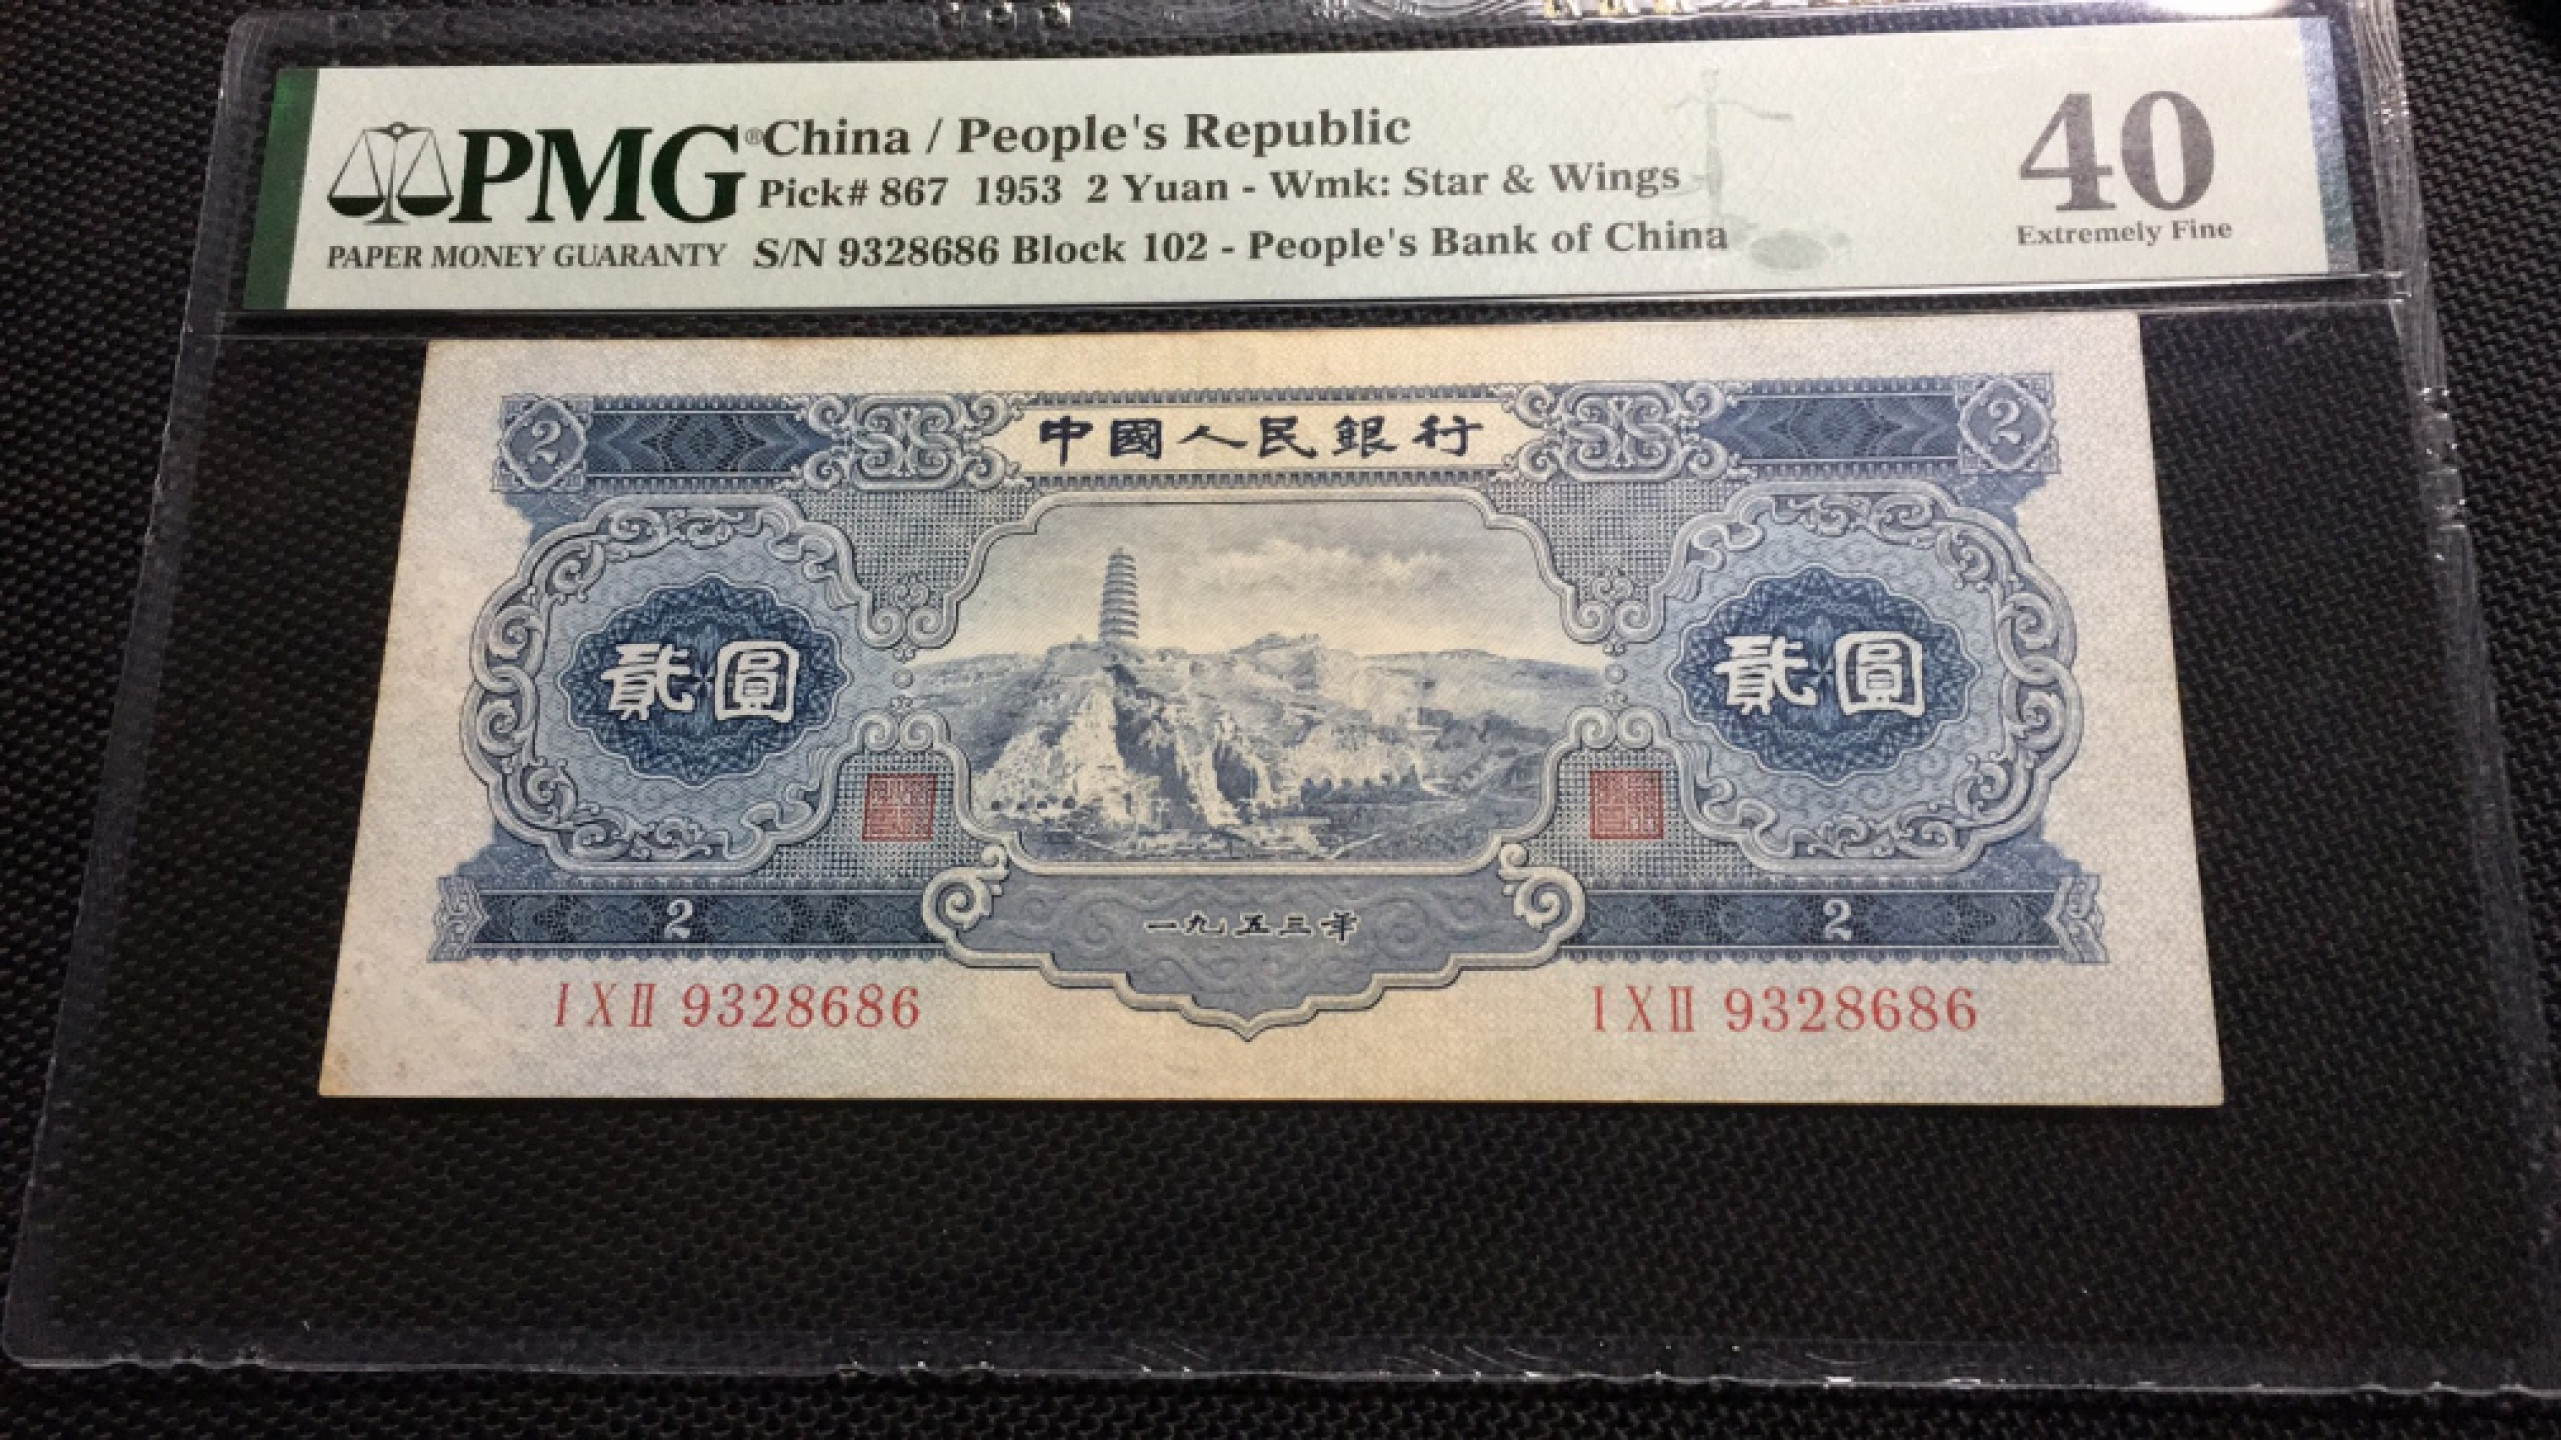 PMG®
PAPER MONEY GUARANTY
China / People's Republic
Pick# 867 1953 2 Yuan - Wmk: Star & Wings
S/N 9328686 Block 102 - People's Bank of China
40
Extremely Fine
2 中國人民銀行 2
貳圓 貳圓
2 一九五三年 2
I X II 9328686 I X II 9328686